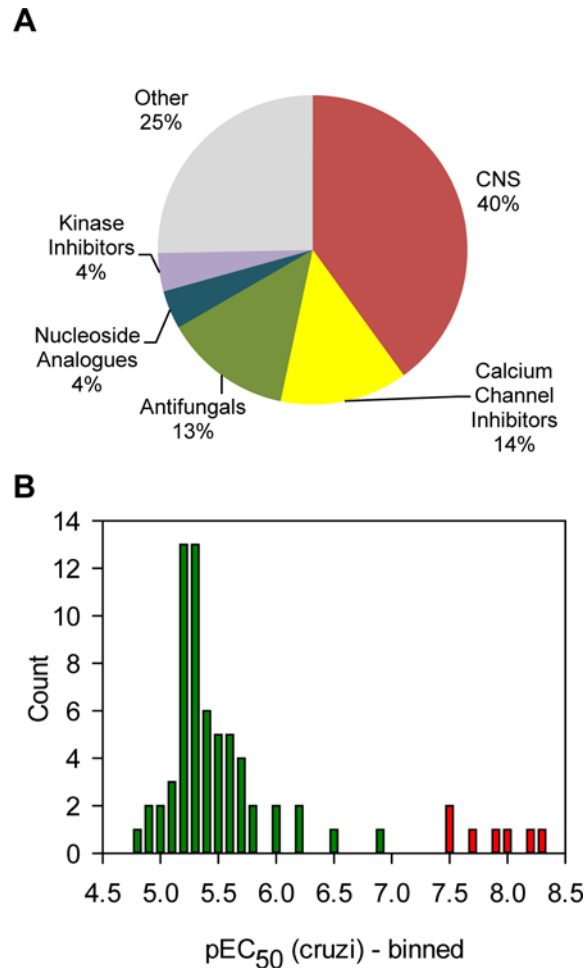 A
Other
25%
CNS
40%
Kinase
Inhibitors
4%
Nucleoside
Analogues
4%
Antifungals
13%
Calcium
Channel
Inhibitors
14%
B
14
12
10
8
6
4
2
0
Count
4.5 5.0 5.5 6.0 6.5 7.0 7.5 8.0 8.5
pEC50 (cruzi) - binned